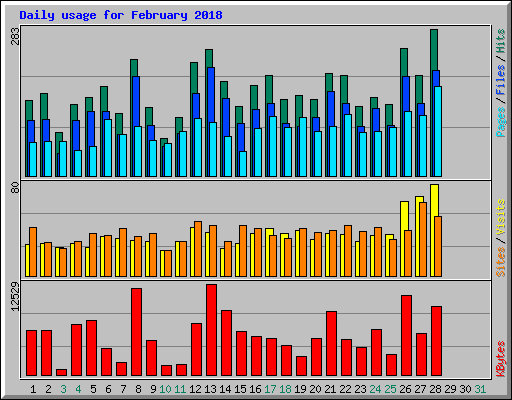 Daily usage for February 2018
283
Pages / Files / Hits
80
Sites / Visits
12529
KBytes
1 2 3 4 5 6 7 8 9 10 11 12 13 14 15 16 17 18 19 20 21 22 23 24 25 26 27 28 29 30 31